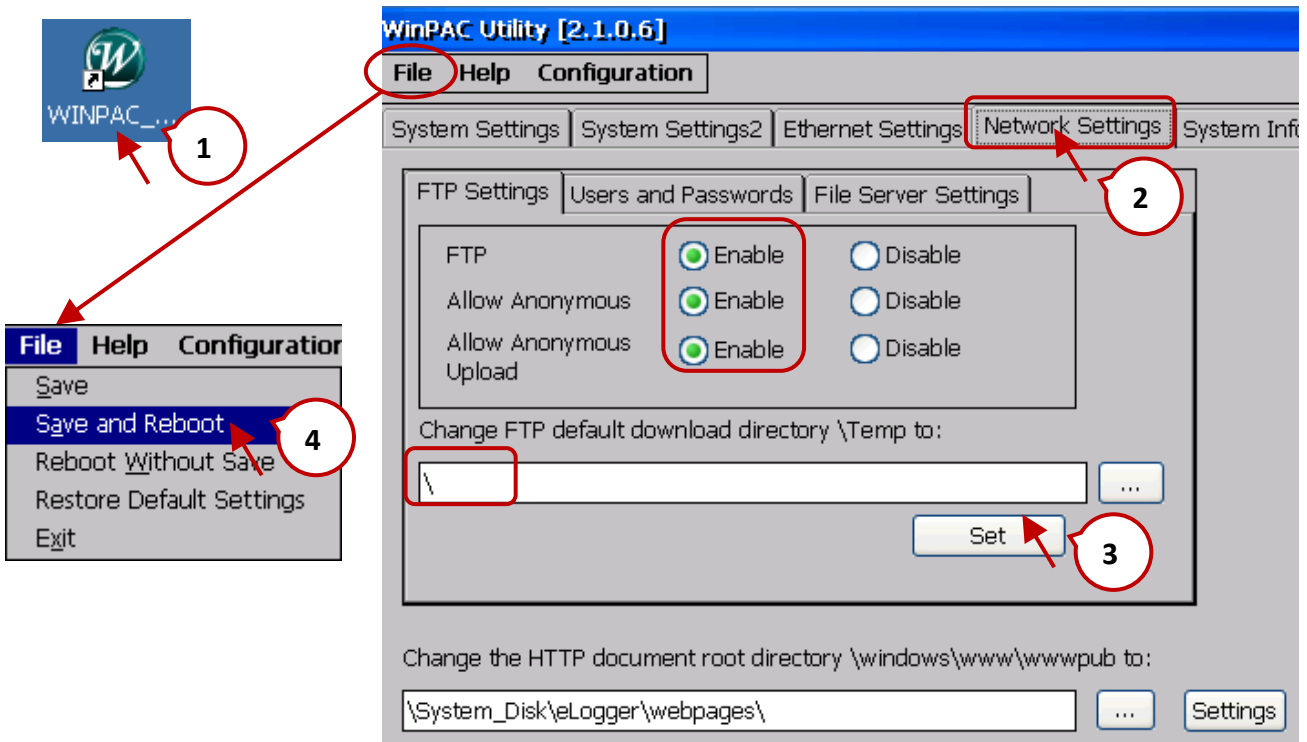 WINPAC_...
1
WinPAC Utility [2.1.0.6]
File Help Configuration
System Settings System Settings2 Ethernet Settings Network Settings System Info
2
FTP Settings Users and Passwords File Server Settings
FTP Enable Disable
Allow Anonymous Enable Disable
Allow Anonymous Upload Enable Disable
Change FTP default download directory \Temp to:
\ ...
Set
3
Change the HTTP document root directory \windows\www\wwwpub to:
\System_Disk\eLogger\webpages\ ... Settings
File Help Configuration
Save
Save and Reboot
4
Reboot Without Save
Restore Default Settings
Exit